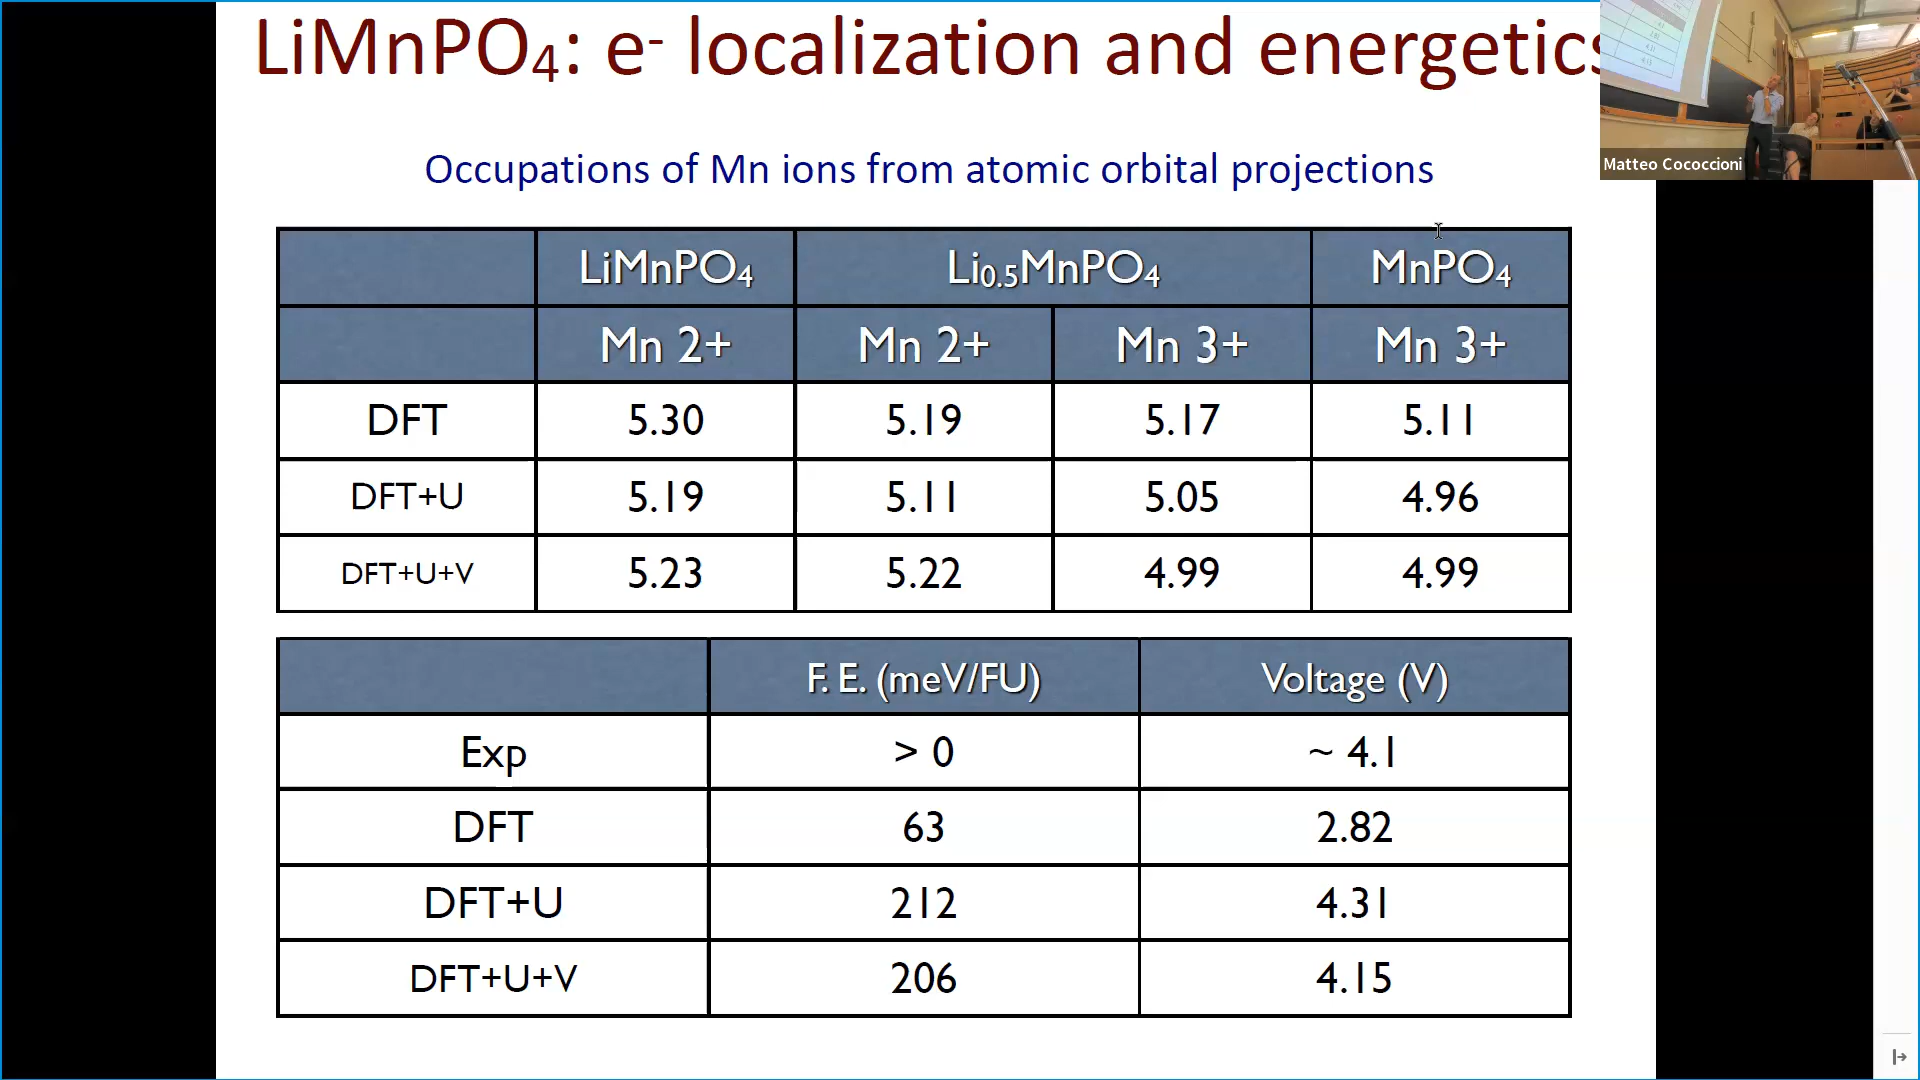 LiMnPO₄: e⁻ localization and energetics
Matteo Cococcioni
Occupations of Mn ions from atomic orbital projections
LiMnPO₄ Li₀.₅MnPO₄ MnPO₄
Mn 2+ Mn 2+ Mn 3+ Mn 3+
DFT 5.30 5.19 5.17 5.11
DFT+U 5.19 5.11 5.05 4.96
DFT+U+V 5.23 5.22 4.99 4.99
F. E. (meV/FU) Voltage (V)
Exp > 0 ~ 4.1
DFT 63 2.82
DFT+U 212 4.31
DFT+U+V 206 4.15